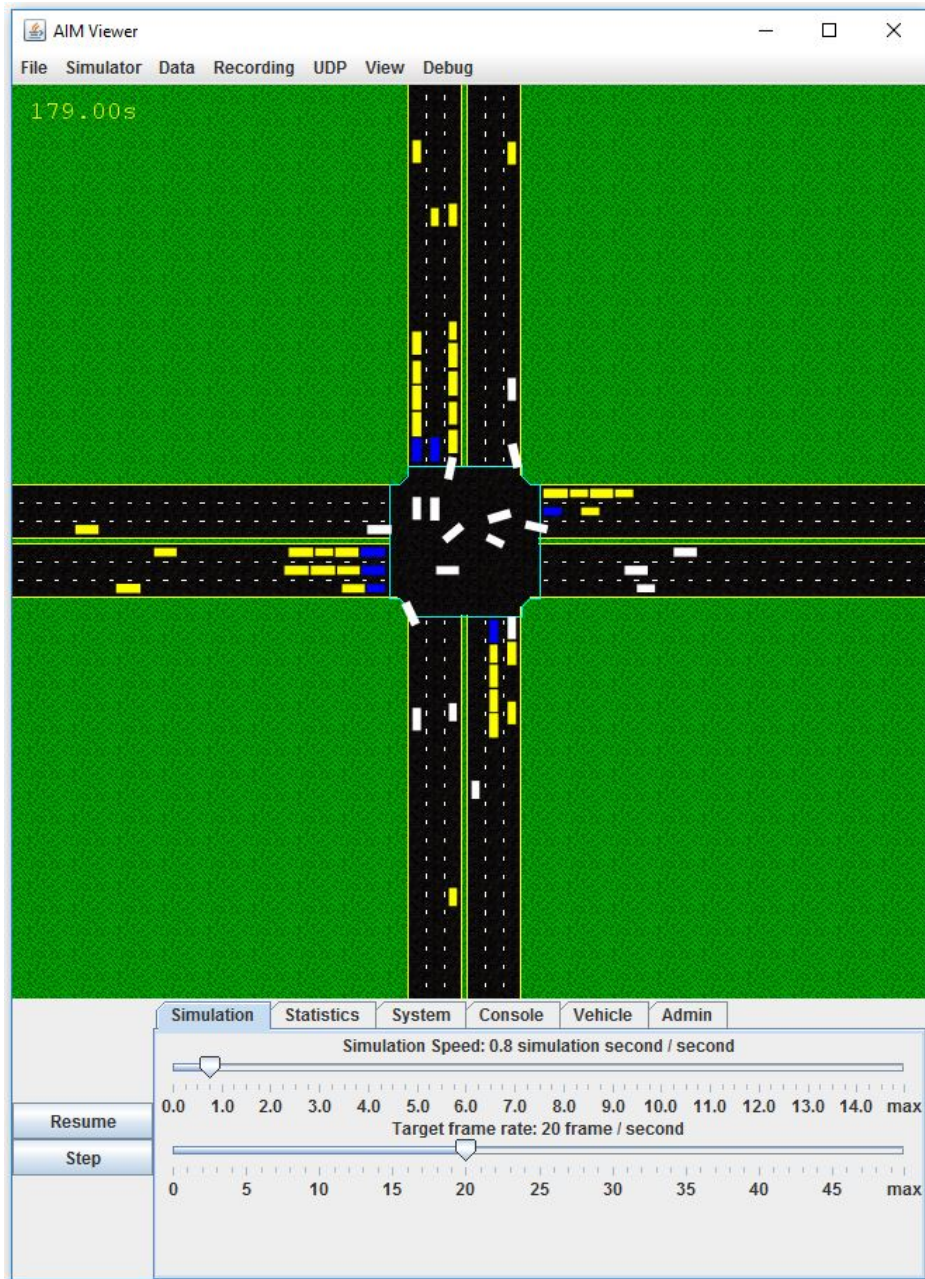 AIM Viewer
File Simulator Data Recording UDP View Debug
179.00s
Simulation Statistics System Console Vehicle Admin
Simulation Speed: 0.8 simulation second / second
0.0 1.0 2.0 3.0 4.0 5.0 6.0 7.0 8.0 9.0 10.0 11.0 12.0 13.0 14.0 max
Resume
Target frame rate: 20 frame / second
Step
0 5 10 15 20 25 30 35 40 45 max